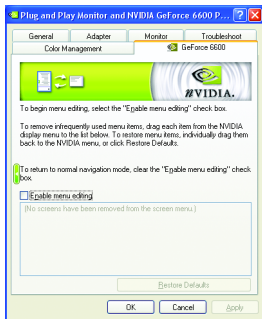 Plug and Play Monitor and NVIDIA GeForce 6600 P...
General
Adapter
Monitor
Troubleshoot
Color Management
GeForce 6600
NVIDIA.
To begin menu editing, select the "Enable menu editing" check box.
To remove infrequently used menu items, drag each item from the NVIDIA
display menu to the list below. To restore menu items, individually drag them
back to the NVIDIA menu, or click Restore Defaults.
To return to normal navigation mode, clear the "Enable menu editing" check
box.
Enable menu editing
(No screens have been removed from the screen menu.)
Restore Defaults
OK
Cancel
Apply